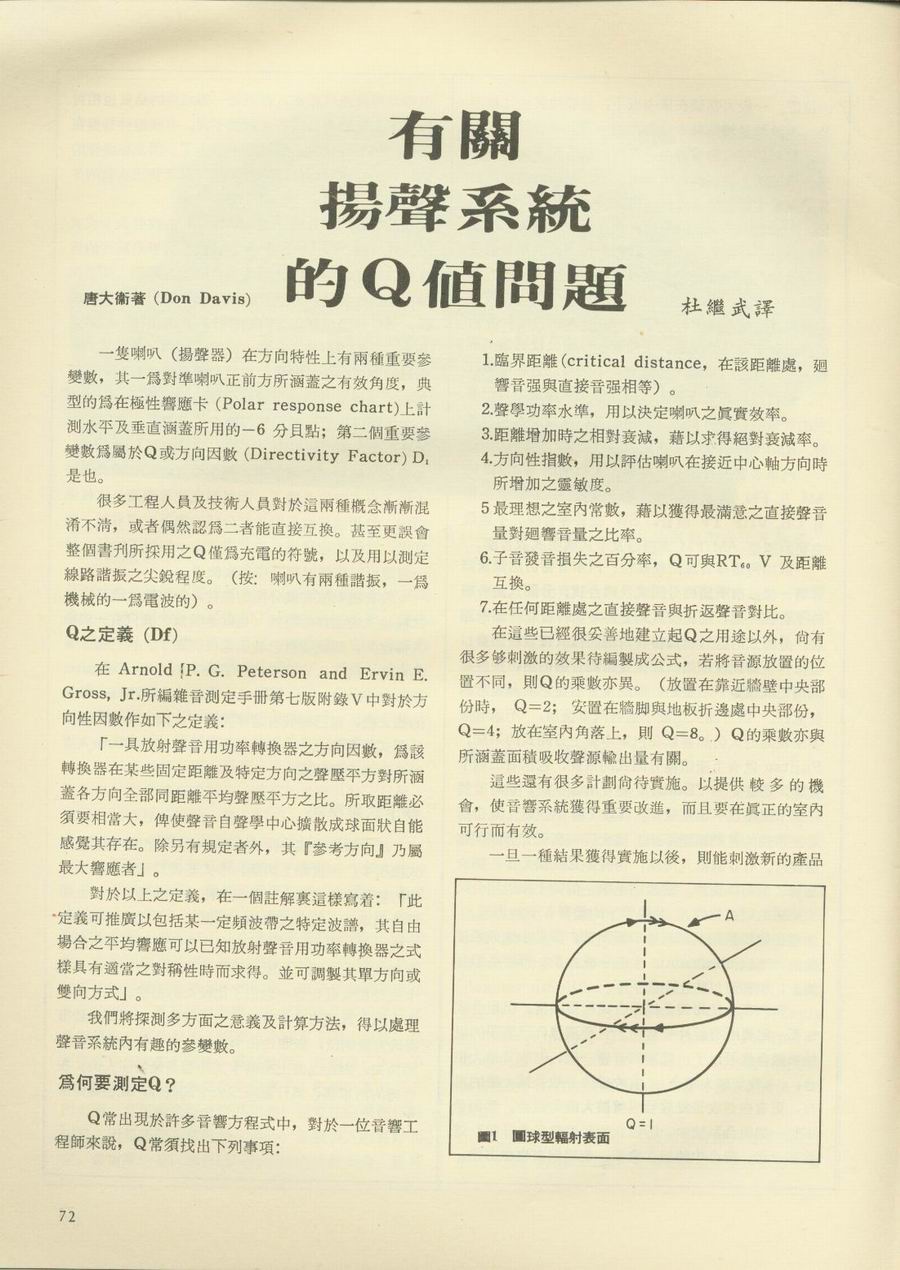 有關
揚聲系統
的Q值問題
唐大衞著 (Don Davis)
杜繼武譯
一隻喇叭（揚聲器）在方向特性上有兩種重要參
變數，其一爲對準喇叭正前方所涵蓋之有效角度，典
型的爲在極性響應卡 (Polar response chart)上計
測水平及垂直涵蓋所用的－6 分貝點；第二個重要參
變數爲屬於Q或方向因數 (Directivity Factor) D,
是也。
很多工程人員及技術人員對於這兩種概念漸漸混
淆不清，或者偶然認爲二者能直接互換。甚至更誤會
整個書刋所採用之Q僅爲充電的符號，以及用以測定
線路諧振之尖銳程度。（按：喇叭有兩種諧振，一爲
機械的一爲電波的）。
Q之定義 (Df)
在 Arnold P. G. Peterson and Ervin E.
Gross, Jr.所編雜音測定手册第七版附錄V中對於方
向性因數作如下之定義：
「一具放射聲音用功率轉換器之方向因數，爲該
轉換器在某些固定距離及特定方向之聲壓平方對所涵
蓋各方向全部同距離平均聲壓平方之比。所取距離必
須要相當大，俾使聲音自聲學中心擴散成球面狀自能
感覺其存在。除另有規定者外，其『參考方向』乃屬
最大響應者」。
對於以上之定義，在一個註解裏這樣寫着：「此
定義可推廣以包括某一定頻波帶之特定波譜，其自由
場合之平均響應可以已知放射聲音用功率轉換器之式
樣具有適當之對稱性時而求得。並可調製其單方向或
雙向方式」。
我們將探測多方面之意義及計算方法，得以處理
聲音系統內有趣的參變數。
爲何要測定Q？
Q常出現於許多音響方程式中，對於一位音響工
程師來說，Q常須找出下列事項：
1.臨界距離(critical distance，在該距離處，廻
響音强與直接音强相等）。
2.聲學功率水準，用以決定喇叭之眞實效率。
3.距離增加時之相對衰減，藉以求得絕對衰減率。
4.方向性指數，用以評估喇叭在接近中心軸方向時
所增加之靈敏度。
5 最理想之室內常數，藉以獲得最滿意之直接聲音
量對廻響音量之比率。
6.子音發音損失之百分率，Q可與RT₆₀ V 及距離
互換。
7.在任何距離處之直接聲音與折返聲音對比。
在這些已經很妥善地建立起Q之用途以外，尙有
很多够刺激的效果待編製成公式，若將音源放置的位
置不同，則Q的乘數亦異。（放置在靠近牆壁中央部
份時， Q=2；安置在牆脚與地板折邊處中央部份，
Q=4；放在室內角落上，則 Q=8。）Q的乘數亦與
所涵蓋面積吸收聲源輸出量有關。
這些還有很多計劃尙待實施。以提供 較 多 的 機
會，使音響系統獲得重要改進，而且要在眞正的室內
可行而有效。
一旦一種結果獲得實施以後，則能刺激新的產品
A
Q=1
圖1 圓球型輻射表面
72